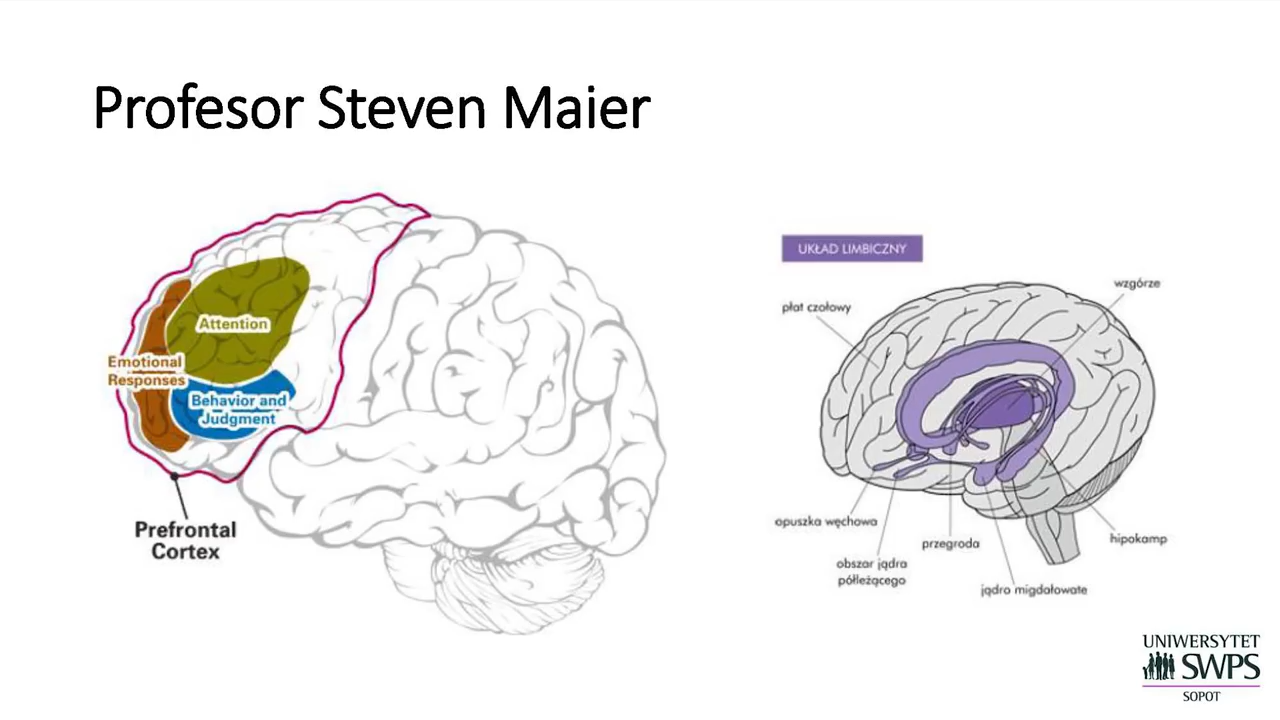 Profesor Steven Maier
Attention
Emotional
Responses
Behavior and
Judgment
Prefrontal
Cortex
UKŁAD LIMBICZNY
wzgórze
płat czołowy
opuszka węchowa
przegroda
hipokamp
obszar jądra
półleżącego
jądro migdałowate
UNIWERSYTET
SWPS
SOPOT